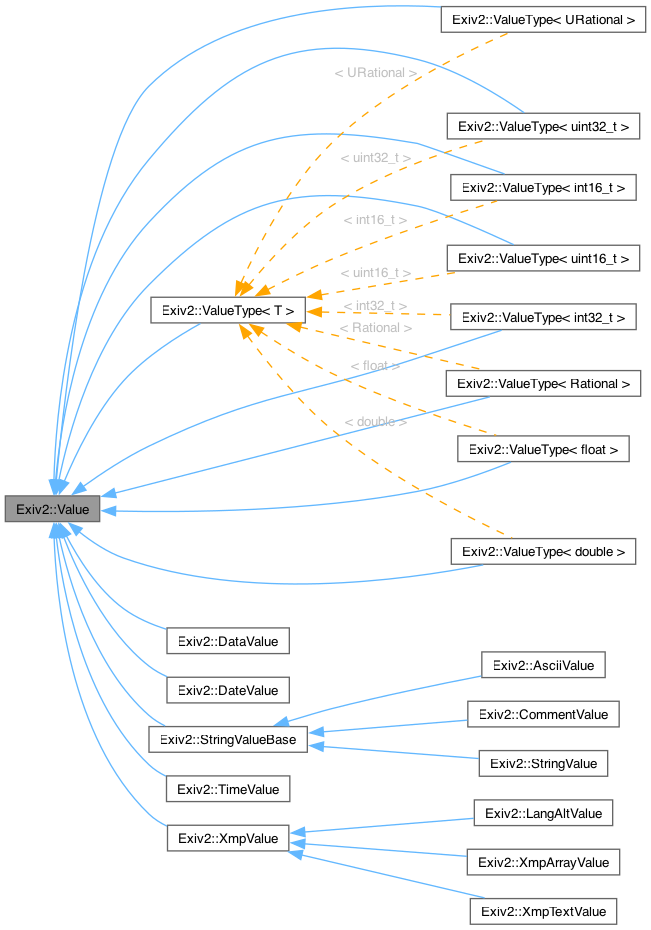 Exiv2::ValueType< URational >
< URational >
Exiv2::ValueType< uint32_t >
< uint32_t >
Exiv2::ValueType< int16_t >
< int16_t >
Exiv2::ValueType< uint16_t >
< uint16_t >
Exiv2::ValueType< T >
< int32_t >
Exiv2::ValueType< int32_t >
< Rational >
Exiv2::ValueType< Rational >
< float >
Exiv2::ValueType< float >
< double >
Exiv2::Value
Exiv2::ValueType< double >
Exiv2::DataValue
Exiv2::AsciiValue
Exiv2::DateValue
Exiv2::CommentValue
Exiv2::StringValueBase
Exiv2::StringValue
Exiv2::TimeValue
Exiv2::LangAltValue
Exiv2::XmpValue
Exiv2::XmpArrayValue
Exiv2::XmpTextValue